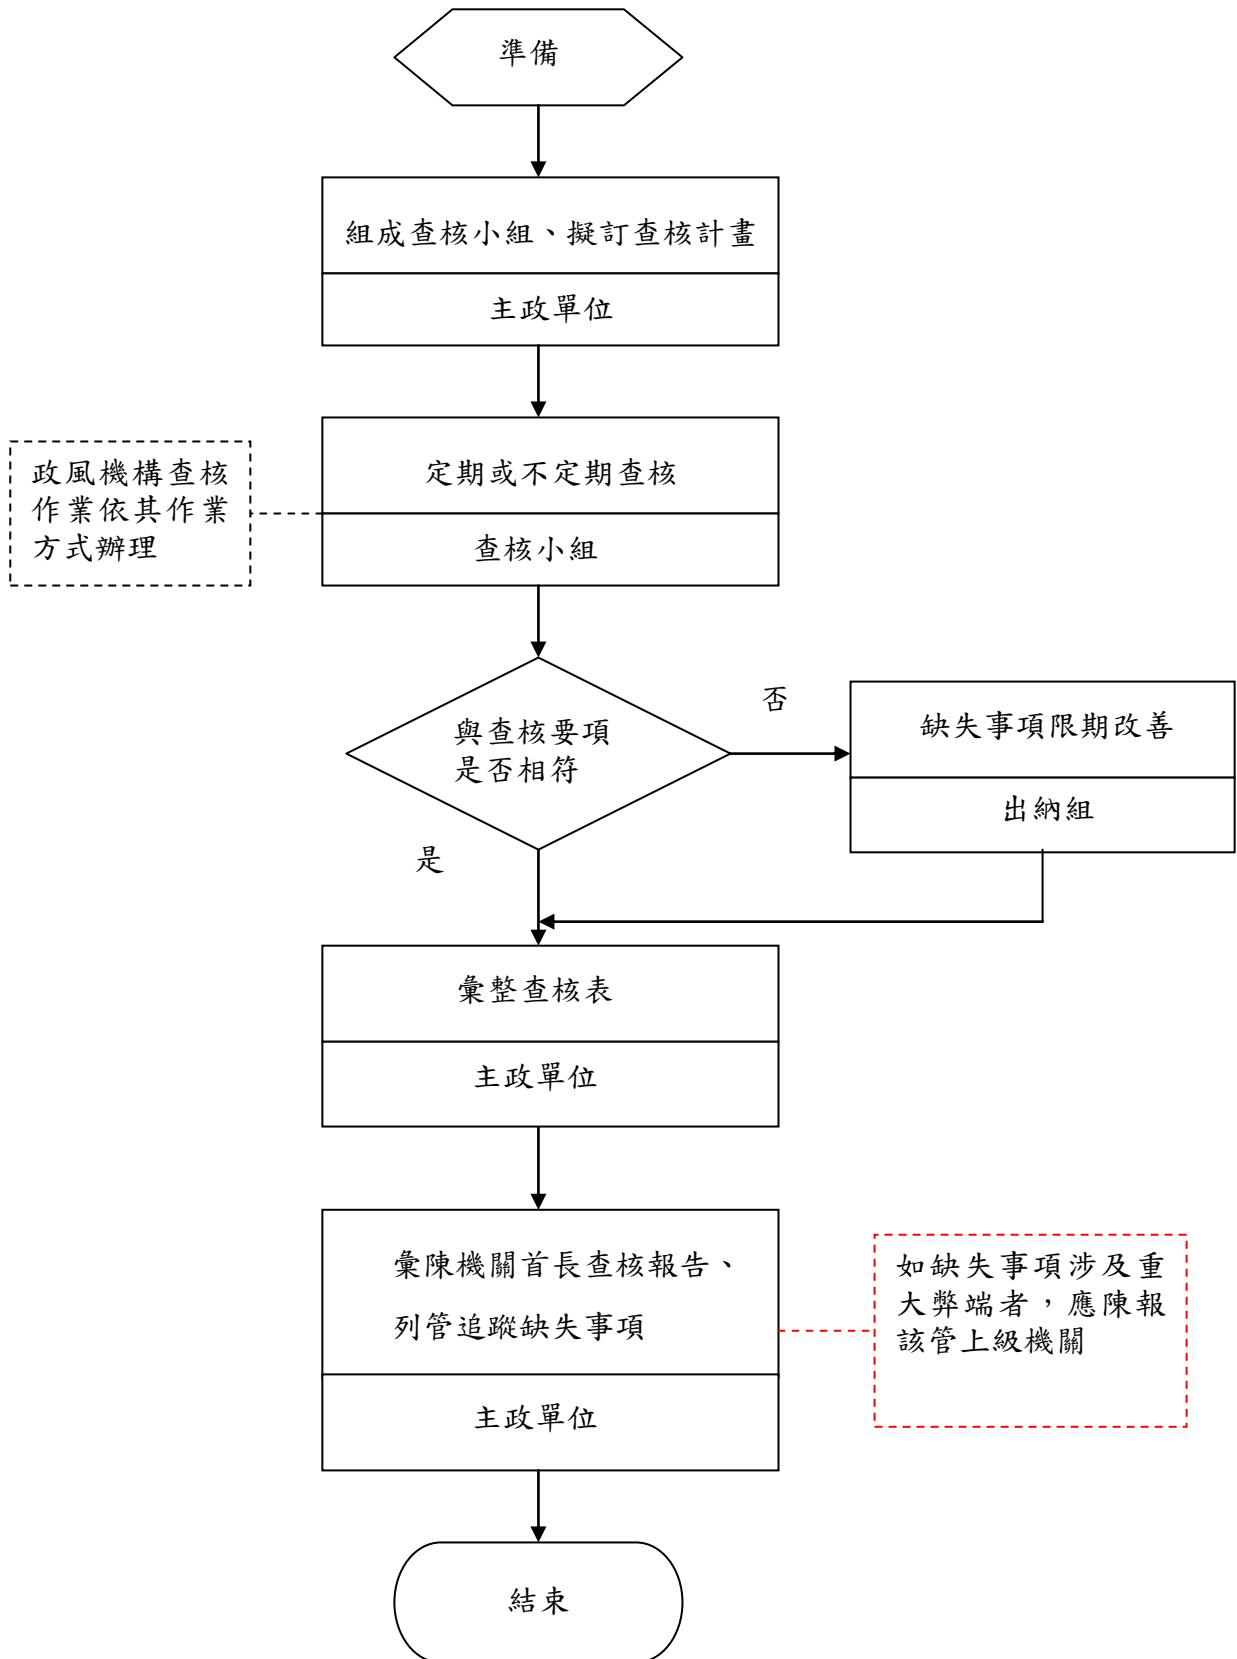 準備
組成查核小組、擬訂查核計畫
主政單位
定期或不定期查核
查核小組
政風機構查核
作業依其作業
方式辦理
與查核要項
是否相符
否
缺失事項限期改善
出納組
是
彙整查核表
主政單位
彙陳機關首長查核報告、
列管追蹤缺失事項
主政單位
如缺失事項涉及重
大弊端者，應陳報
該管上級機關
結束